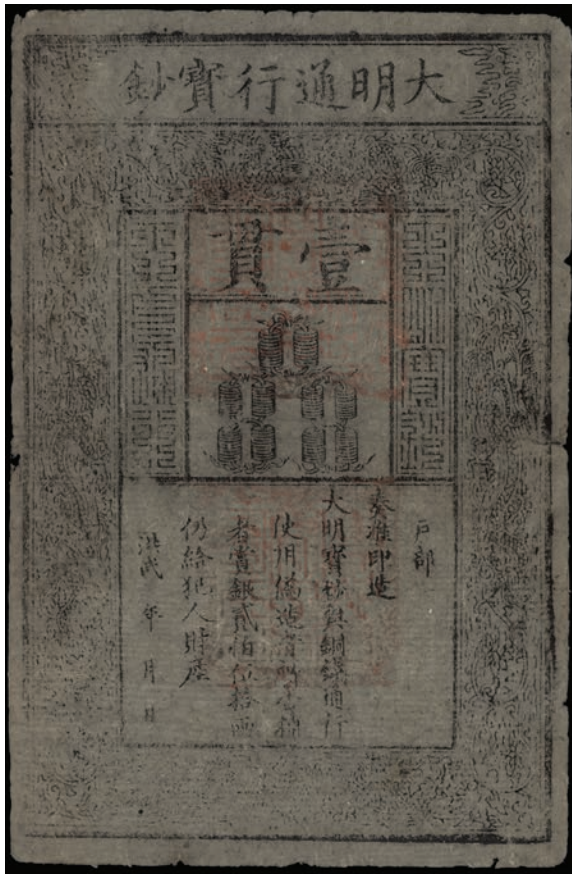 大明通行寶鈔
壹貫
戶部
奏准印造
大明寶鈔與銅錢通行
使用偽造者斬告捕
者賞銀貳伯伍拾兩
仍給犯人財產
洪武 年 月 日